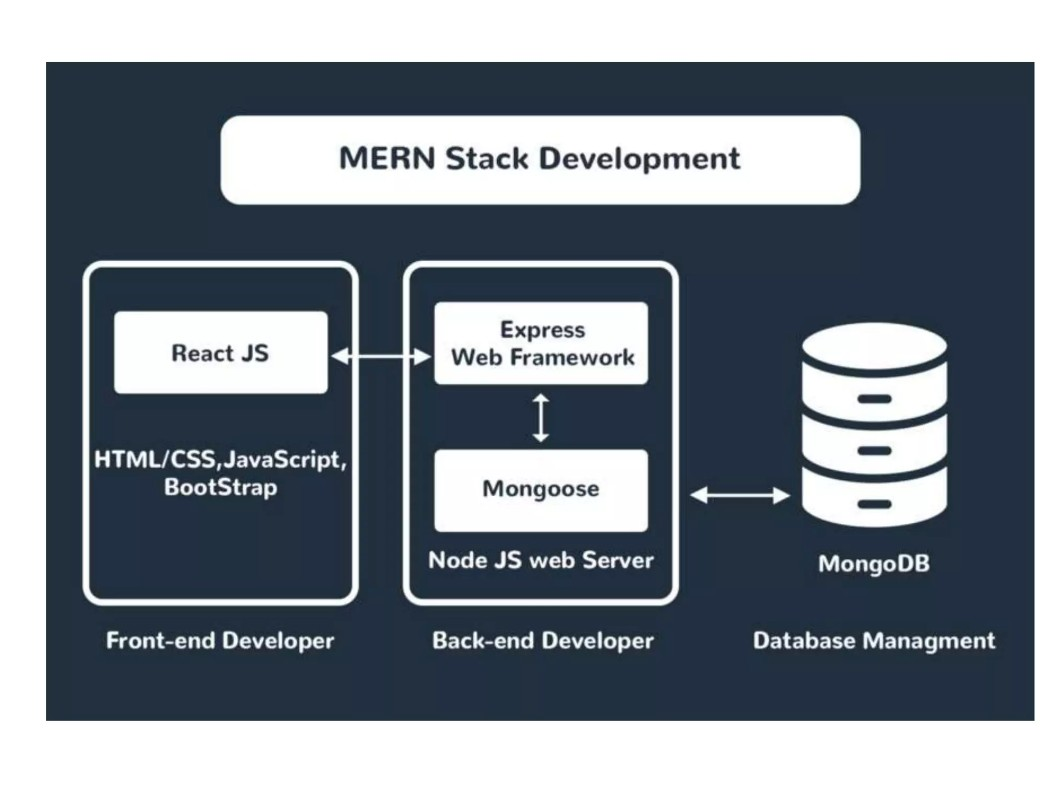 MERN Stack Development
React JS
HTML/CSS,JavaScript,
BootStrap
Front-end Developer
Express
Web Framework
Mongoose
Node JS web Server
Back-end Developer
MongoDB
Database Managment